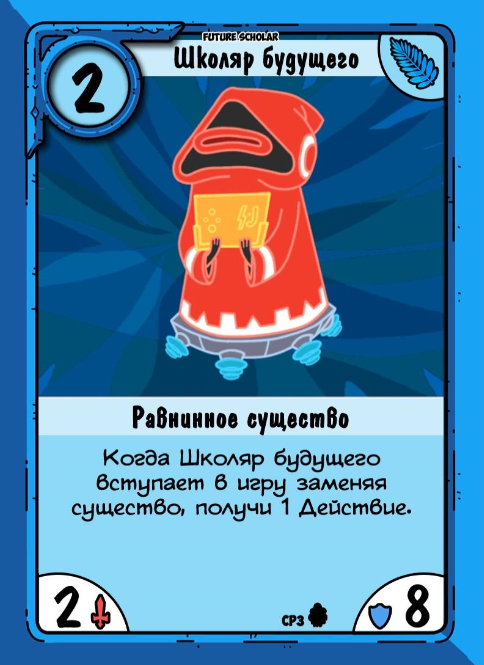 FUTURE SCHOLAR
2 Школяр будущего
Равнинное существо
Когда Школяр будущего
вступает в игру заменяя
существо, получи 1 Действие.
2 СР3 8